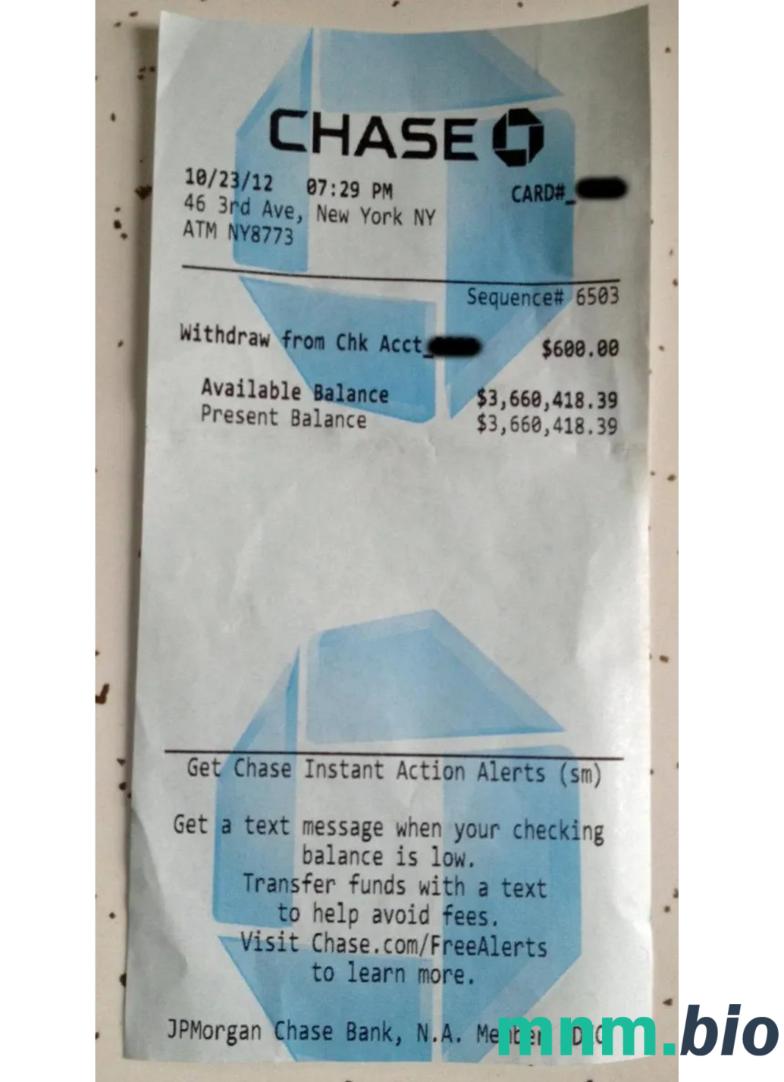 CHASE
10/23/12 07:29 PM CARD#_
46 3rd Ave, New York NY
ATM NY8773
Sequence# 6503
Withdraw from Chk Acct_ $600.00
Available Balance $3,660,418.39
Present Balance $3,660,418.39
Get Chase Instant Action Alerts (sm)
Get a text message when your checking
balance is low.
Transfer funds with a text
to help avoid fees.
Visit Chase.com/FreeAlerts
to learn more.
JPMorgan Chase Bank, N.A.
mnm.bio